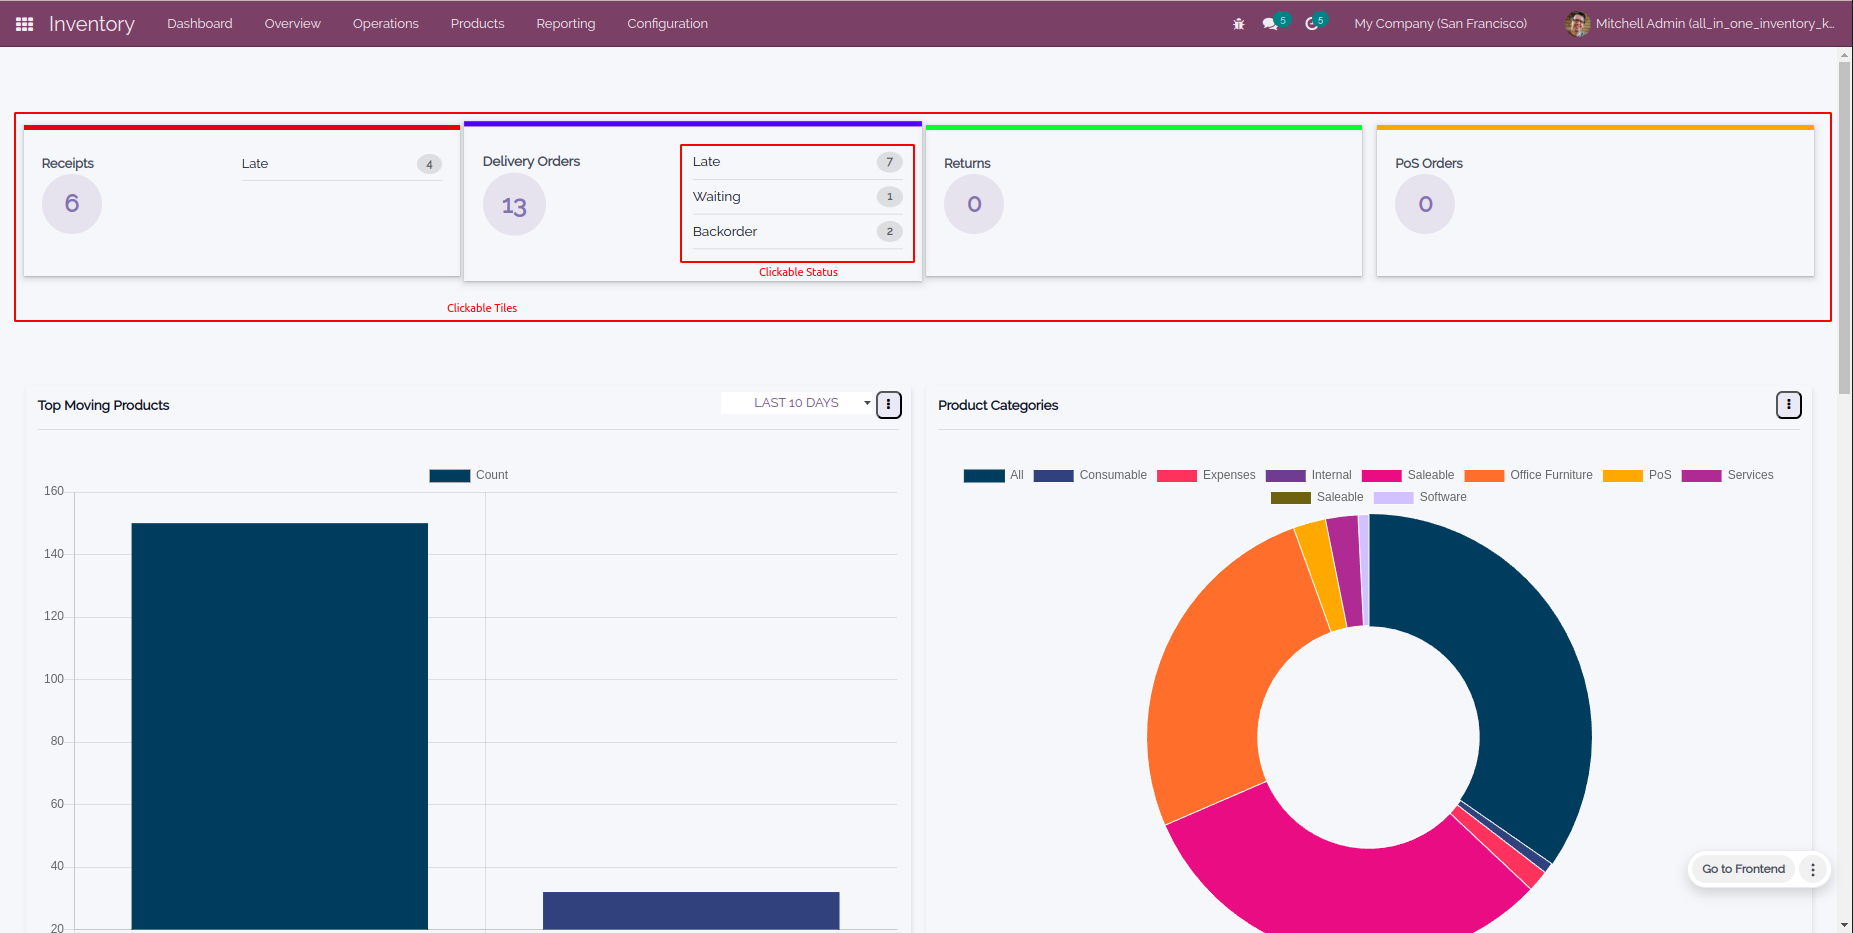 Inventory Dashboard Overview Operations Products Reporting Configuration 5 5 My Company (San Francisco) Mitchell Admin (all_in_one_inventory_k...
Receipts
6
Late 4
Delivery Orders
13
Late 7
Waiting 1
Backorder 2
Clickable Status
Returns
0
PoS Orders
0
Clickable Tiles
Top Moving Products LAST 10 DAYS
Count
160
140
120
100
80
60
40
20
Product Categories
All Consumable Expenses Internal Saleable Office Furniture PoS Services
Saleable Software
Go to Frontend